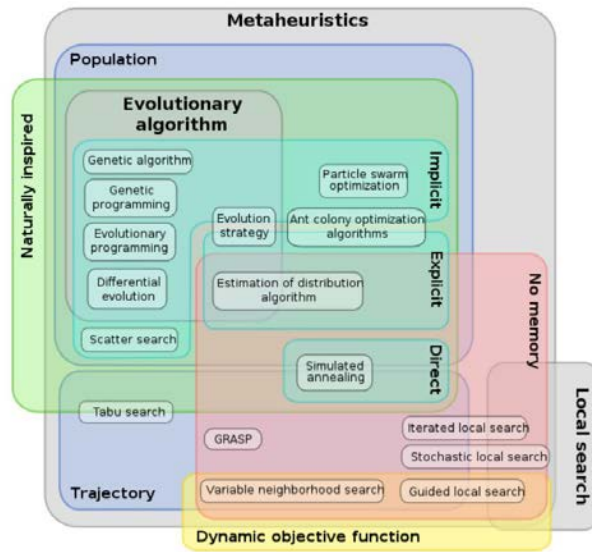 Metaheuristics
Population
Naturally inspired
Evolutionary
algorithm
Genetic algorithm
Genetic
programming
Evolutionary
programming
Differential
evolution
Scatter search
Implicit
Particle swarm
optimization
Evolution
strategy
Ant colony optimization
algorithms
Explicit
Estimation of distribution
algorithm
No memory
Direct
Simulated
annealing
Tabu search
GRASP
Iterated local search
Stochastic local search
Local search
Trajectory
Variable neighborhood search
Guided local search
Dynamic objective function